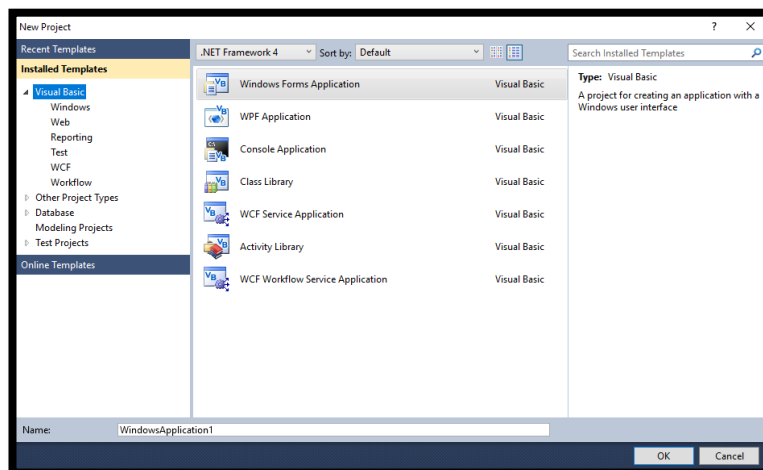 New Project
Recent Templates
Installed Templates
Visual Basic
Windows
Web
Reporting
Test
WCF
Workflow
Other Project Types
Database
Modeling Projects
Test Projects
Online Templates
.NET Framework 4 Sort by: Default
Windows Forms Application Visual Basic
WPF Application Visual Basic
Console Application Visual Basic
Class Library Visual Basic
WCF Service Application Visual Basic
Activity Library Visual Basic
WCF Workflow Service Application Visual Basic
Search Installed Templates
Type: Visual Basic
A project for creating an application with a
Windows user interface
Name: WindowsApplication1
OK Cancel